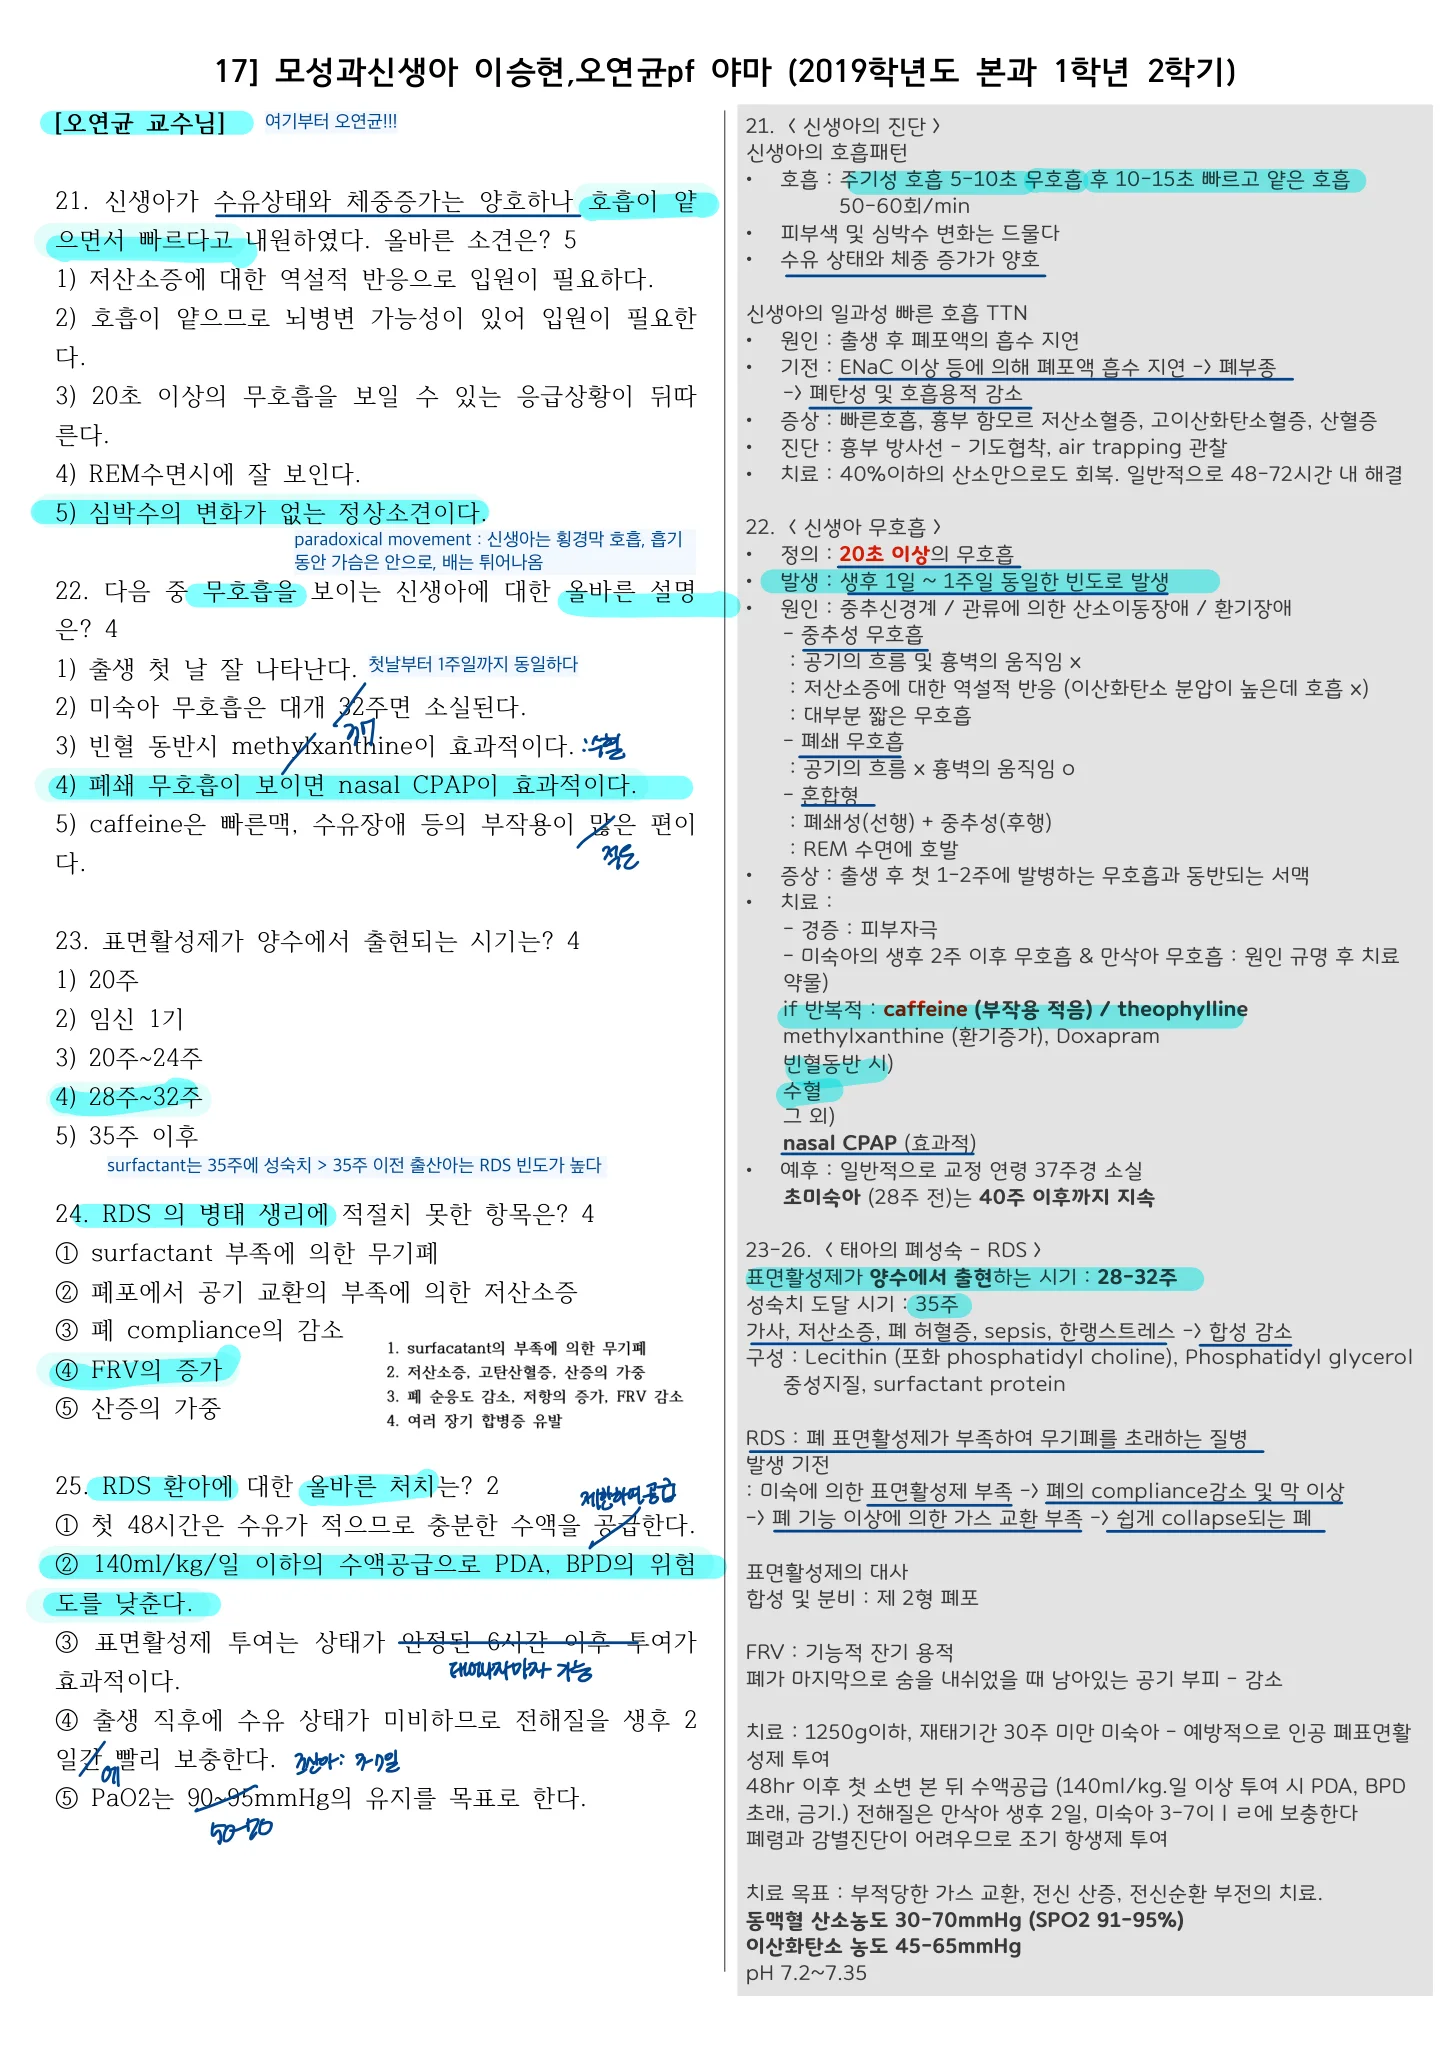 17] 모성과신생아 이승현,오연균pf 야마 (2019학년도 본과 1학년 2학기)
[오연균 교수님]
여기부터 오연균!!!
21. 신생아가 수유상태와 체중증가는 양호하나 호흡이 얕
으면서 빠르다고 내원하였다. 올바른 소견은? 5
1) 저산소증에 대한 역설적 반응으로 입원이 필요하다.
2) 호흡이 얕으므로 뇌병변 가능성이 있어 입원이 필요한
다.
3) 20초 이상의 무호흡을 보일 수 있는 응급상황이 뒤따
른다.
4) REM수면시에 잘 보인다.
5) 심박수의 변화가 없는 정상소견이다.
paradoxical movement : 신생아는 횡경막 호흡, 흡기
동안 가슴은 안으로, 배는 튀어나옴
22. 다음 중 무호흡을 보이는 신생아에 대한 올바른 설명
은? 4
1) 출생 첫 날 잘 나타난다. 첫날부터 1주일까지 동일하다
2) 미숙아 무호흡은 대개 32주면 소실된다.
37
3) 빈혈 동반시 methylxanthine이 효과적이다. :수혈
4) 폐쇄 무호흡이 보이면 nasal CPAP이 효과적이다.
5) caffeine은 빠른맥, 수유장애 등의 부작용이 많은 편이
다.
적은
23. 표면활성제가 양수에서 출현되는 시기는? 4
1) 20주
2) 임신 1기
3) 20주~24주
4) 28주~32주
5) 35주 이후
surfactant는 35주에 성숙치 > 35주 이전 출산아는 RDS 빈도가 높다
24. RDS 의 병태 생리에 적절치 못한 항목은? 4
① surfactant 부족에 의한 무기폐
② 폐포에서 공기 교환의 부족에 의한 저산소증
③ 폐 compliance의 감소
④ FRV의 증가
⑤ 산증의 가중
1. surfacatant의 부족에 의한 무기폐
2. 저산소증, 고탄산혈증, 산증의 가중
3. 폐 순응도 감소, 저항의 증가, FRV 감소
4. 여러 장기 합병증 유발
25. RDS 환아에 대한 올바른 처치는? 2
제한하여 공급
① 첫 48시간은 수유가 적으므로 충분한 수액을 공급한다.
② 140ml/kg/일 이하의 수액공급으로 PDA, BPD의 위험
도를 낮춘다.
③ 표면활성제 투여는 상태가 안정된 6시간 이후 투여가
태어나자마자 가능
효과적이다.
④ 출생 직후에 수유 상태가 미비하므로 전해질을 생후 2
일간 빨리 보충한다. 조산아: 3-7일
에
⑤ PaO2는 90~95mmHg의 유지를 목표로 한다.
50-70
21. < 신생아의 진단 >
신생아의 호흡패턴
• 호흡 : 주기성 호흡 5-10초 무호흡 후 10-15초 빠르고 얕은 호흡
50-60회/min
• 피부색 및 심박수 변화는 드물다
• 수유 상태와 체중 증가가 양호
신생아의 일과성 빠른 호흡 TTN
• 원인 : 출생 후 폐포액의 흡수 지연
• 기전 : ENaC 이상 등에 의해 폐포액 흡수 지연 -> 폐부종
-> 폐탄성 및 호흡용적 감소
• 증상 : 빠른호흡, 흉부 함모르 저산소혈증, 고이산화탄소혈증, 산혈증
• 진단 : 흉부 방사선 - 기도협착, air trapping 관찰
• 치료 : 40%이하의 산소만으로도 회복. 일반적으로 48-72시간 내 해결
22. < 신생아 무호흡 >
• 정의 : 20초 이상의 무호흡
• 발생 : 생후 1일 ~ 1주일 동일한 빈도로 발생
• 원인 : 중추신경계 / 관류에 의한 산소이동장애 / 환기장애
- 중추성 무호흡
: 공기의 흐름 및 흉벽의 움직임 x
: 저산소증에 대한 역설적 반응 (이산화탄소 분압이 높은데 호흡 x)
: 대부분 짧은 무호흡
- 폐쇄 무호흡
: 공기의 흐름 x 흉벽의 움직임 o
- 혼합형
: 폐쇄성(선행) + 중추성(후행)
: REM 수면에 호발
• 증상 : 출생 후 첫 1-2주에 발병하는 무호흡과 동반되는 서맥
• 치료 :
- 경증 : 피부자극
- 미숙아의 생후 2주 이후 무호흡 & 만삭아 무호흡 : 원인 규명 후 치료
약물)
if 반복적 : caffeine (부작용 적음) / theophylline
methylxanthine (환기증가), Doxapram
빈혈동반 시)
수혈
그 외)
nasal CPAP (효과적)
• 예후 : 일반적으로 교정 연령 37주경 소실
초미숙아 (28주 전)는 40주 이후까지 지속
23-26. < 태아의 폐성숙 - RDS >
표면활성제가 양수에서 출현하는 시기 : 28-32주
성숙치 도달 시기 : 35주
가사, 저산소증, 폐 허혈증, sepsis, 한랭스트레스 -> 합성 감소
구성 : Lecithin (포화 phosphatidyl choline), Phosphatidyl glycerol
중성지질, surfactant protein
RDS : 폐 표면활성제가 부족하여 무기폐를 초래하는 질병
발생 기전
: 미숙에 의한 표면활성제 부족 -> 폐의 compliance감소 및 막 이상
-> 폐 기능 이상에 의한 가스 교환 부족 -> 쉽게 collapse되는 폐
표면활성제의 대사
합성 및 분비 : 제 2형 폐포
FRV : 기능적 잔기 용적
폐가 마지막으로 숨을 내쉬었을 때 남아있는 공기 부피 - 감소
치료 : 1250g이하, 재태기간 30주 미만 미숙아 - 예방적으로 인공 폐표면활
성제 투여
48hr 이후 첫 소변 본 뒤 수액공급 (140ml/kg.일 이상 투여 시 PDA, BPD
초래, 금기.) 전해질은 만삭아 생후 2일, 미숙아 3-7이ㅣㄹ에 보충한다
폐렴과 감별진단이 어려우므로 조기 항생제 투여
치료 목표 : 부적당한 가스 교환, 전신 산증, 전신순환 부전의 치료.
동맥혈 산소농도 30-70mmHg (SPO2 91-95%)
이산화탄소 농도 45-65mmHg
pH 7.2~7.35